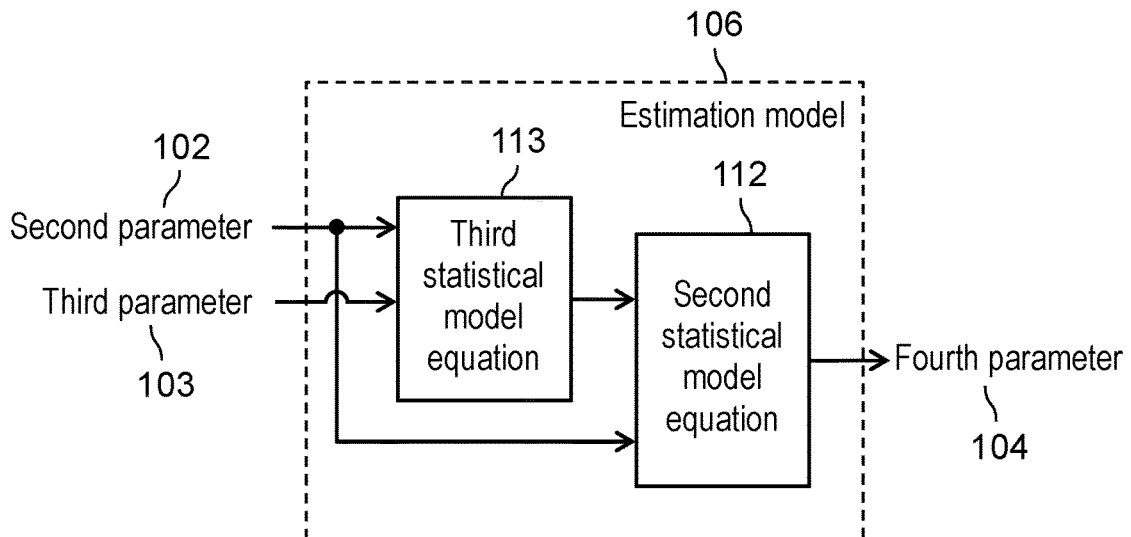 106
Estimation model
102
113
112
Second parameter
Third
statistical
model
equation
Third parameter
103
Second
statistical
model
equation
Fourth parameter
104